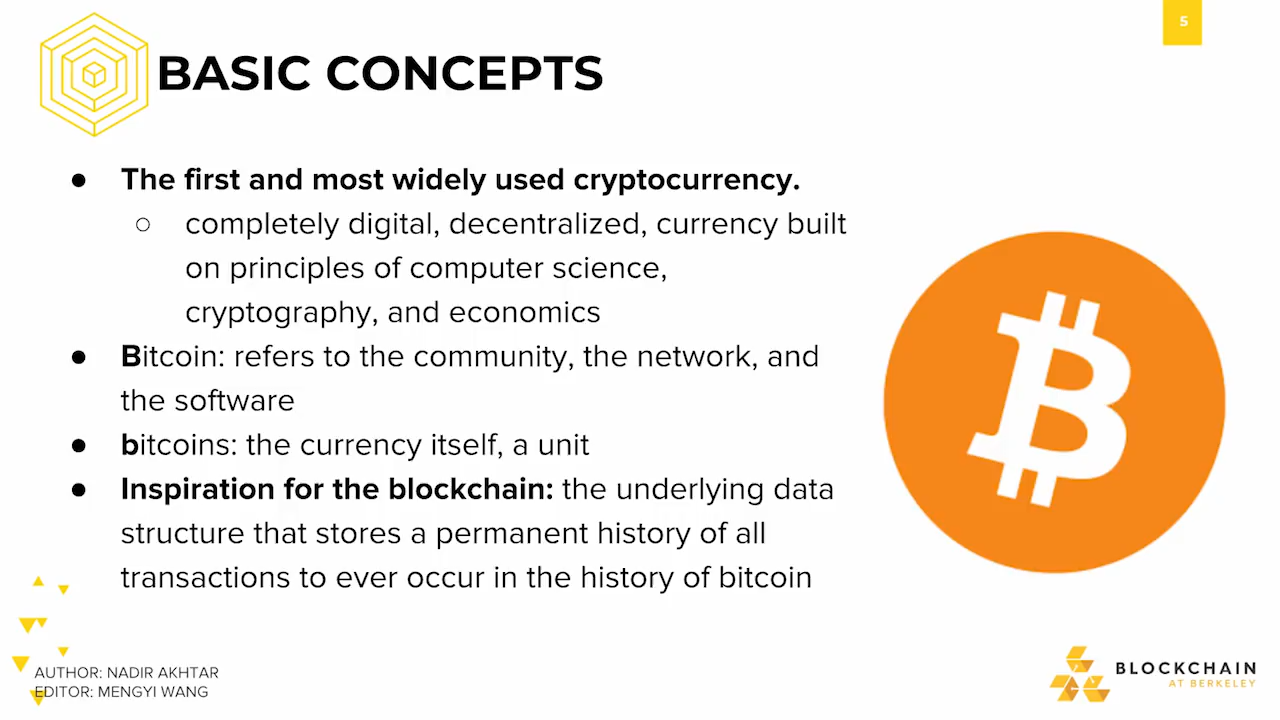 5
BASIC CONCEPTS
● The first and most widely used cryptocurrency.
○ completely digital, decentralized, currency built
on principles of computer science,
cryptography, and economics
● Bitcoin: refers to the community, the network, and
the software
● bitcoins: the currency itself, a unit
● Inspiration for the blockchain: the underlying data
structure that stores a permanent history of all
transactions to ever occur in the history of bitcoin
AUTHOR: NADIR AKHTAR
EDITOR: MENGYI WANG
BLOCKCHAIN
AT BERKELEY